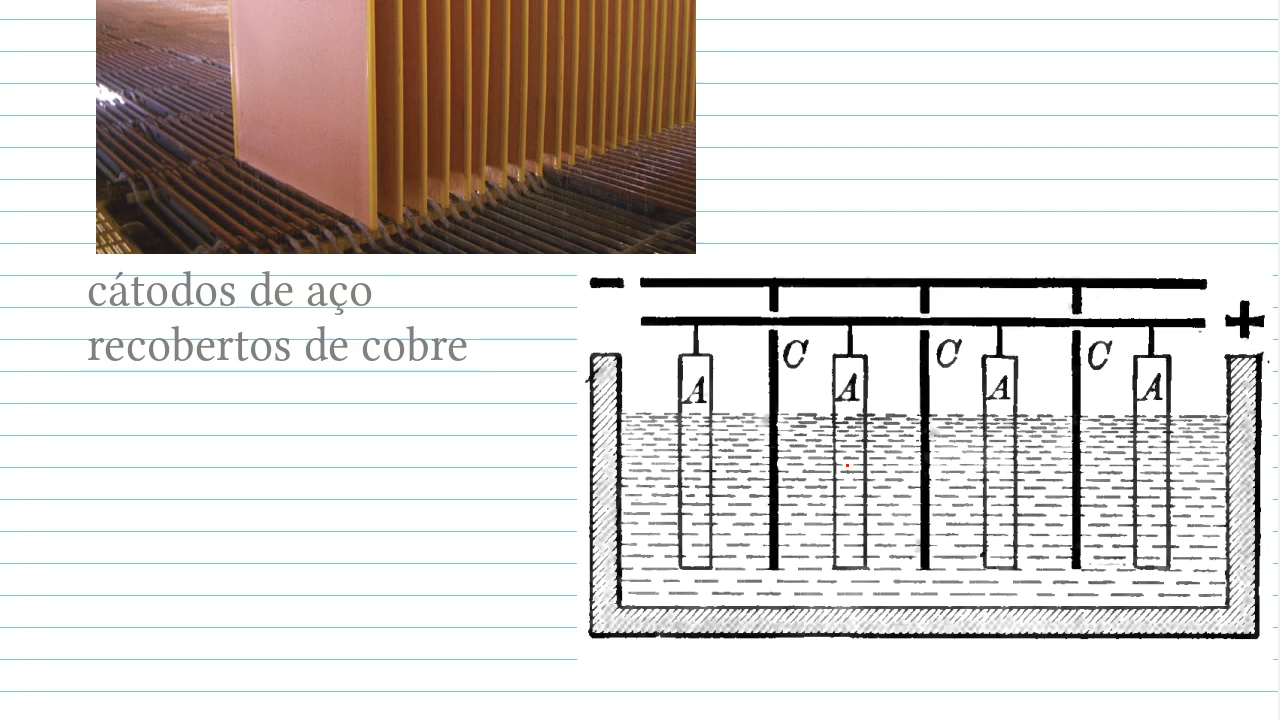 cátodos de aço
recobertos de cobre
− +
C C C
A A A A